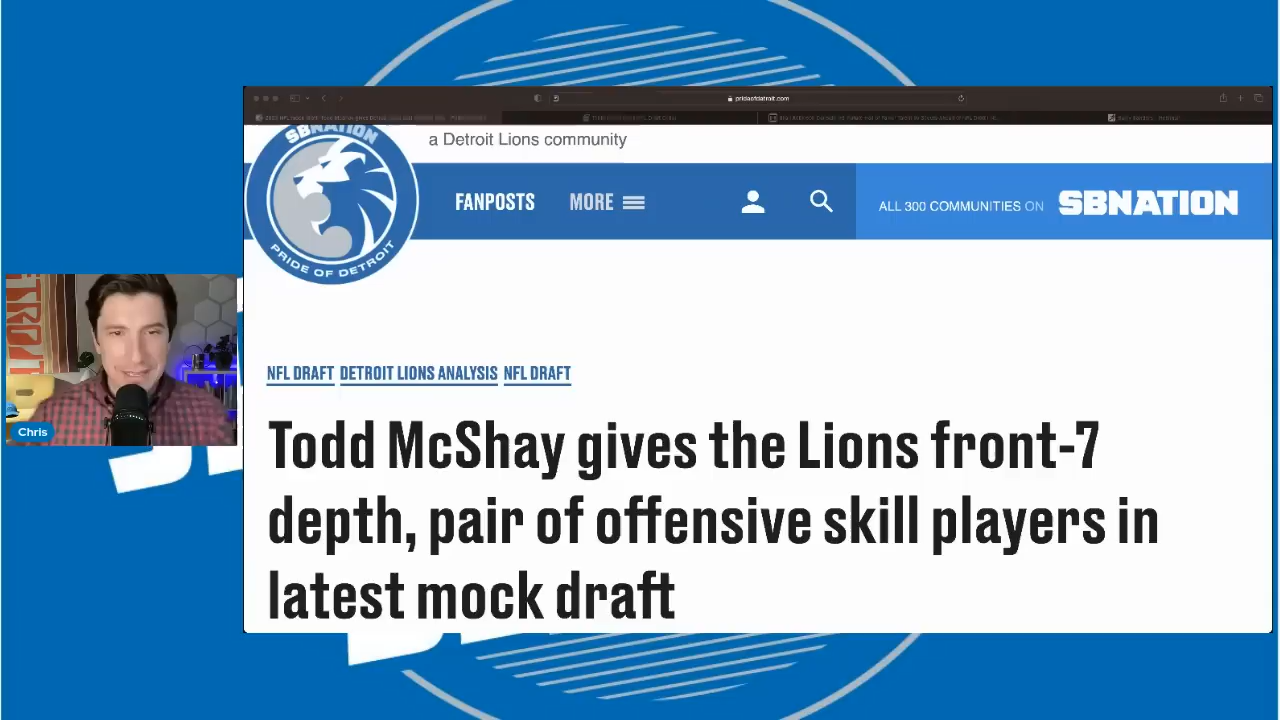 prideofdetroit.com
SBNATION
a Detroit Lions community
FANPOSTS
MORE
ALL 300 COMMUNITIES ON SBNATION
PRIDE OF DETROIT
NFL DRAFT DETROIT LIONS ANALYSIS NFL DRAFT
Todd McShay gives the Lions front-7
depth, pair of offensive skill players in
latest mock draft
Chris